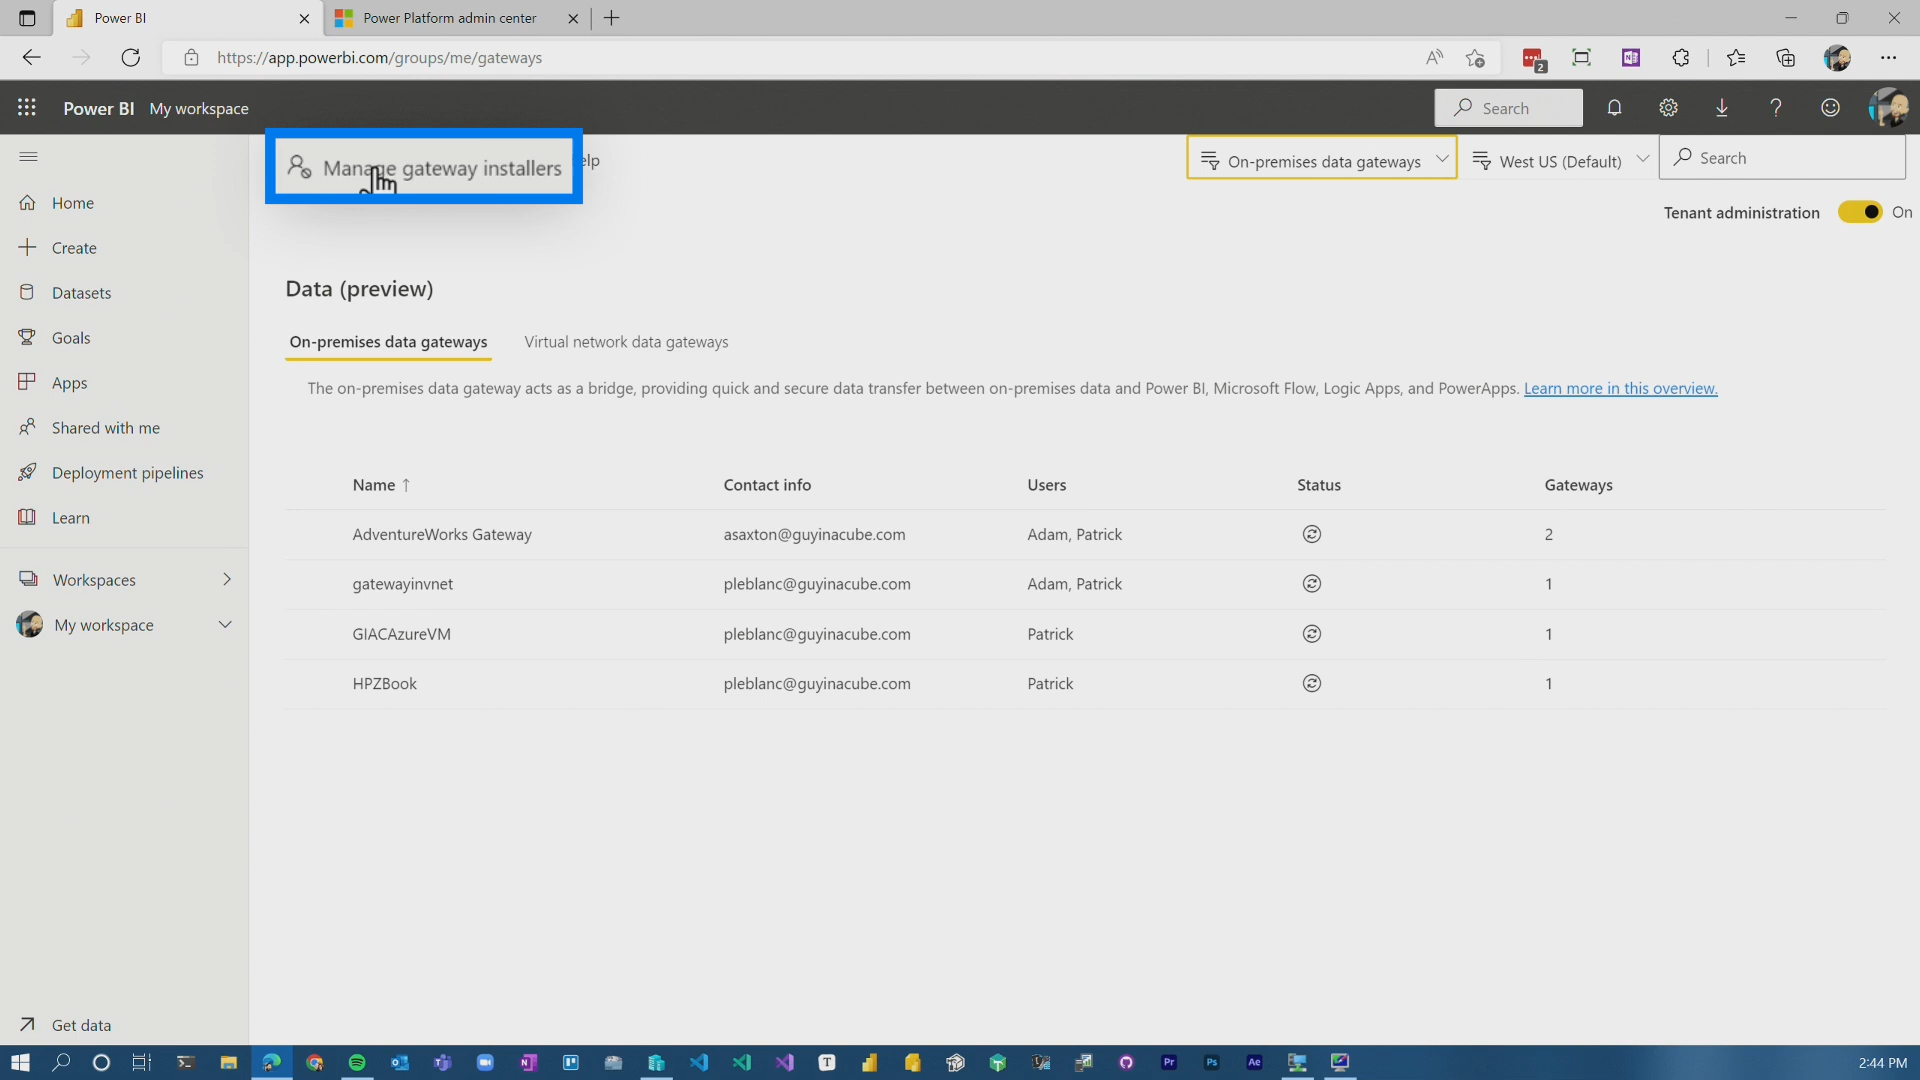 Power BI
Power Platform admin center
https://app.powerbi.com/groups/me/gateways
2
Power BI My workspace
Search
Manage gateway installers
elp
On-premises data gateways
West US (Default)
Search
Tenant administration
On
Home
Create
Datasets
Goals
Apps
Shared with me
Deployment pipelines
Learn
Workspaces
My workspace
Get data
Data (preview)
On-premises data gateways Virtual network data gateways
The on-premises data gateway acts as a bridge, providing quick and secure data transfer between on-premises data and Power BI, Microsoft Flow, Logic Apps, and PowerApps. Learn more in this overview.
Name ↑ Contact info Users Status Gateways
AdventureWorks Gateway asaxton@guyinacube.com Adam, Patrick 2
gatewayinvnet pleblanc@guyinacube.com Adam, Patrick 1
GIACAzureVM pleblanc@guyinacube.com Patrick 1
HPZBook pleblanc@guyinacube.com Patrick 1
Pr
Ps
Ae
2:44 PM